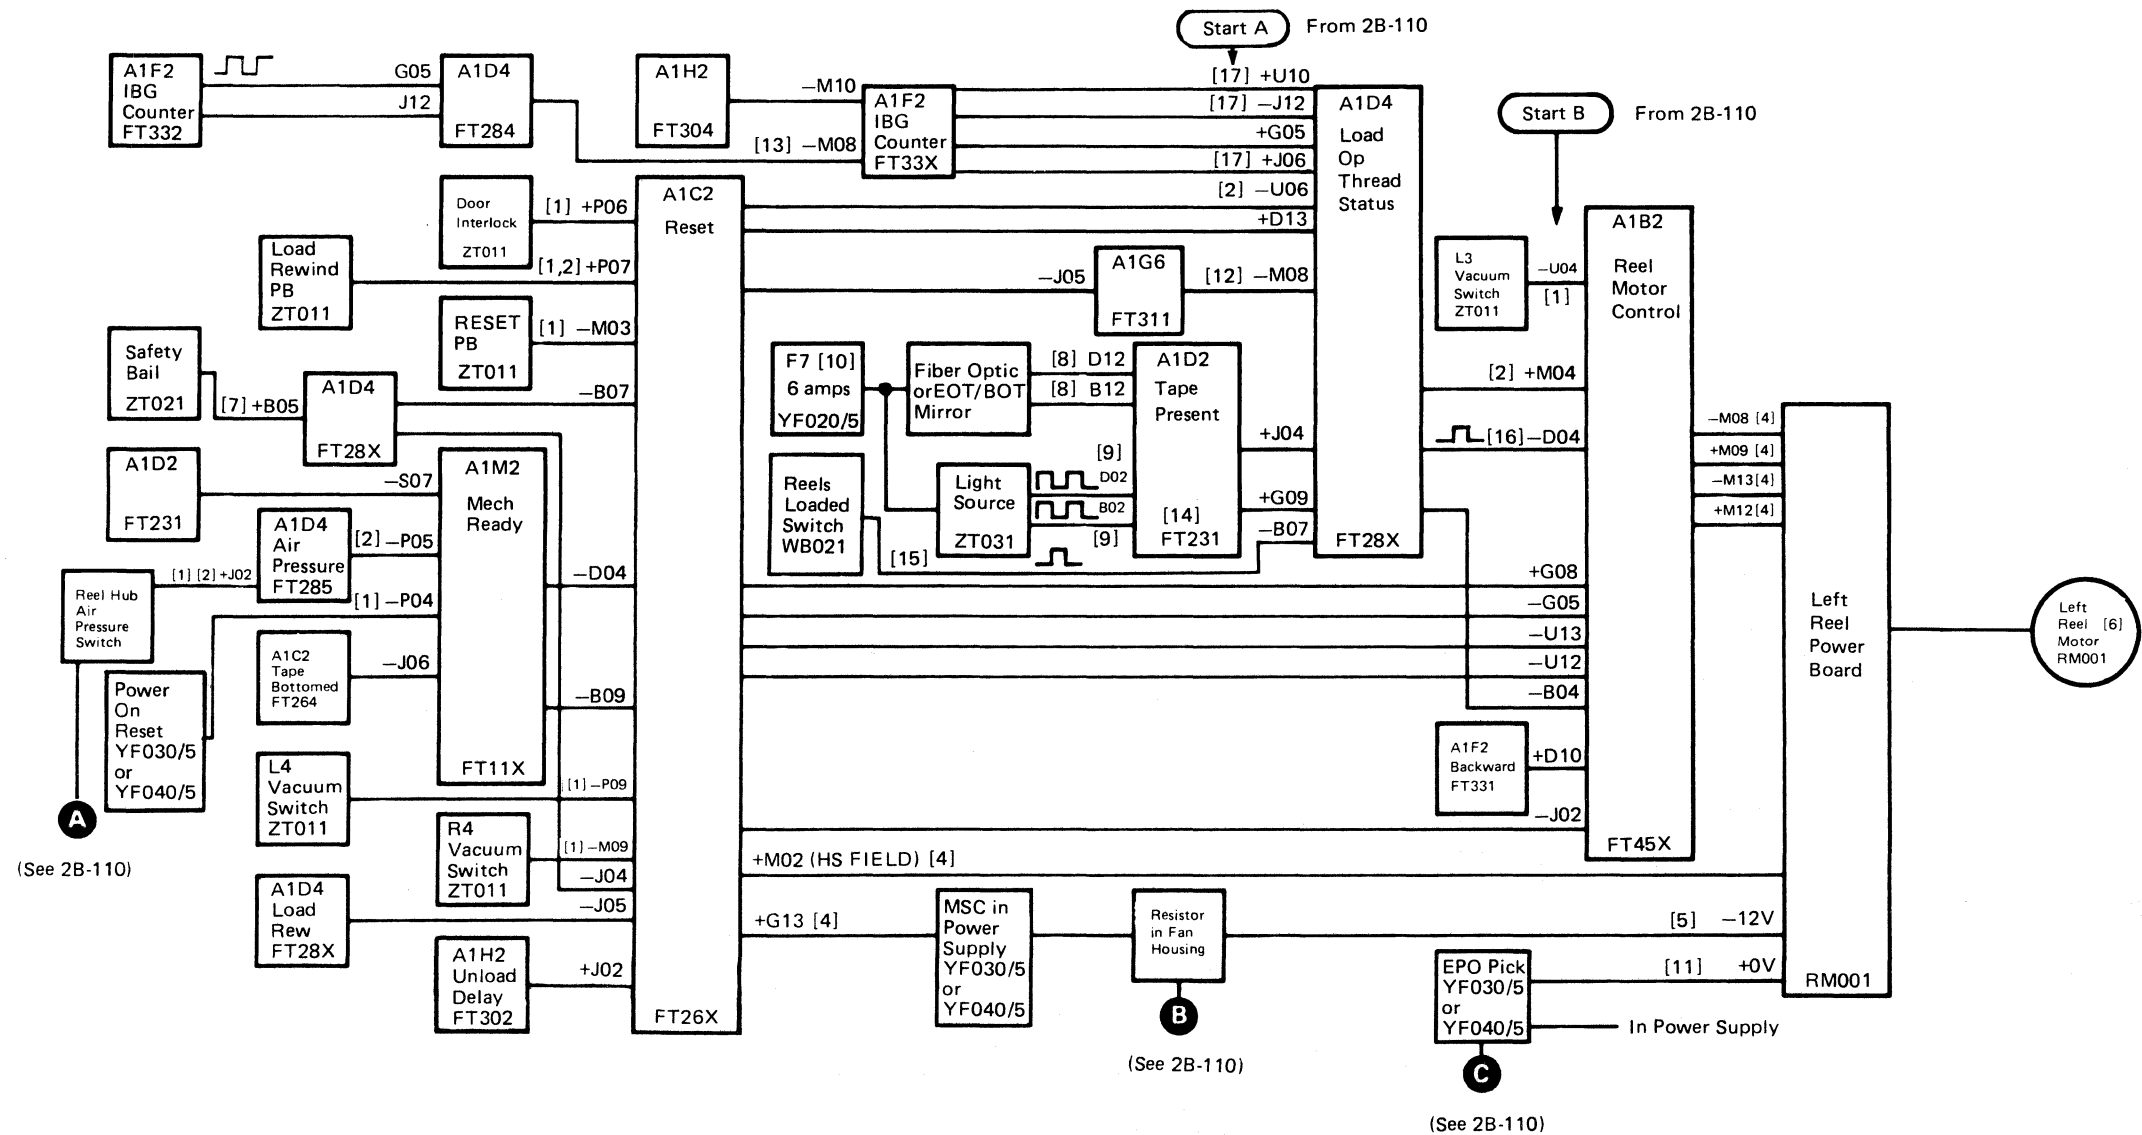 Start A
From 2B-110
A1F2
IBG
Counter
FT332
G05
J12
A1D4
FT284
A1H2
FT304
—M10
[13] —M08
A1F2
IBG
Counter
FT33X
[17] +U10
[17] —J12
+G05
[17] +J06
[2] —U06
+D13
A1D4
Load
Op
Thread
Status
FT28X
Start B
From 2B-110
Door
Interlock
ZT011
[1] +P06
A1C2
Reset
FT26X
Load
Rewind
PB
ZT011
[1,2] +P07
RESET
PB
ZT011
[1] —M03
—J05
A1G6
FT311
[12] —M08
L3
Vacuum
Switch
ZT011
—U04
[1]
A1B2
Reel
Motor
Control
FT45X
Safety
Bail
ZT021
[7] +B05
A1D4
FT28X
—B07
F7 [10]
6 amps
YF020/5
Fiber Optic
orEOT/BOT
Mirror
[8] D12
[8] B12
A1D2
Tape
Present
[14]
FT231
+J04
+G09
—B07
[2] +M04
[16]—D04
—M08 [4]
+M09 [4]
—M13[4]
+M12[4]
A1D2
FT231
—S07
A1M2
Mech
Ready
FT11X
Reels
Loaded
Switch
WB021
[15]
Light
Source
ZT031
[9]
D02
B02
[9]
A1D4
Air
Pressure
FT285
[2] —P05
Reel Hub
Air
Pressure
Switch
[1] [2] +J02
[1] —P04
—D04
+G08
—G05
—U13
—U12
—B04
Left
Reel
Power
Board
RM001
Left
Reel [6]
Motor
RM001
A1C2
Tape
Bottomed
FT264
—J06
Power
On
Reset
YF030/5
or
YF040/5
—B09
A1F2
Backward
FT331
+D10
L4
Vacuum
Switch
ZT011
[1] —P09
—J02
A
(See 2B-110)
R4
Vacuum
Switch
ZT011
[1] —M09
—J04
+M02 (HS FIELD) [4]
A1D4
Load
Rew
FT28X
—J05
+G13 [4]
MSC in
Power
Supply
YF030/5
or
YF040/5
Resistor
in Fan
Housing
[5] —12V
A1H2
Unload
Delay
FT302
+J02
EPO Pick
YF030/5
or
YF040/5
[11] +0V
In Power Supply
B
(See 2B-110)
C
(See 2B-110)